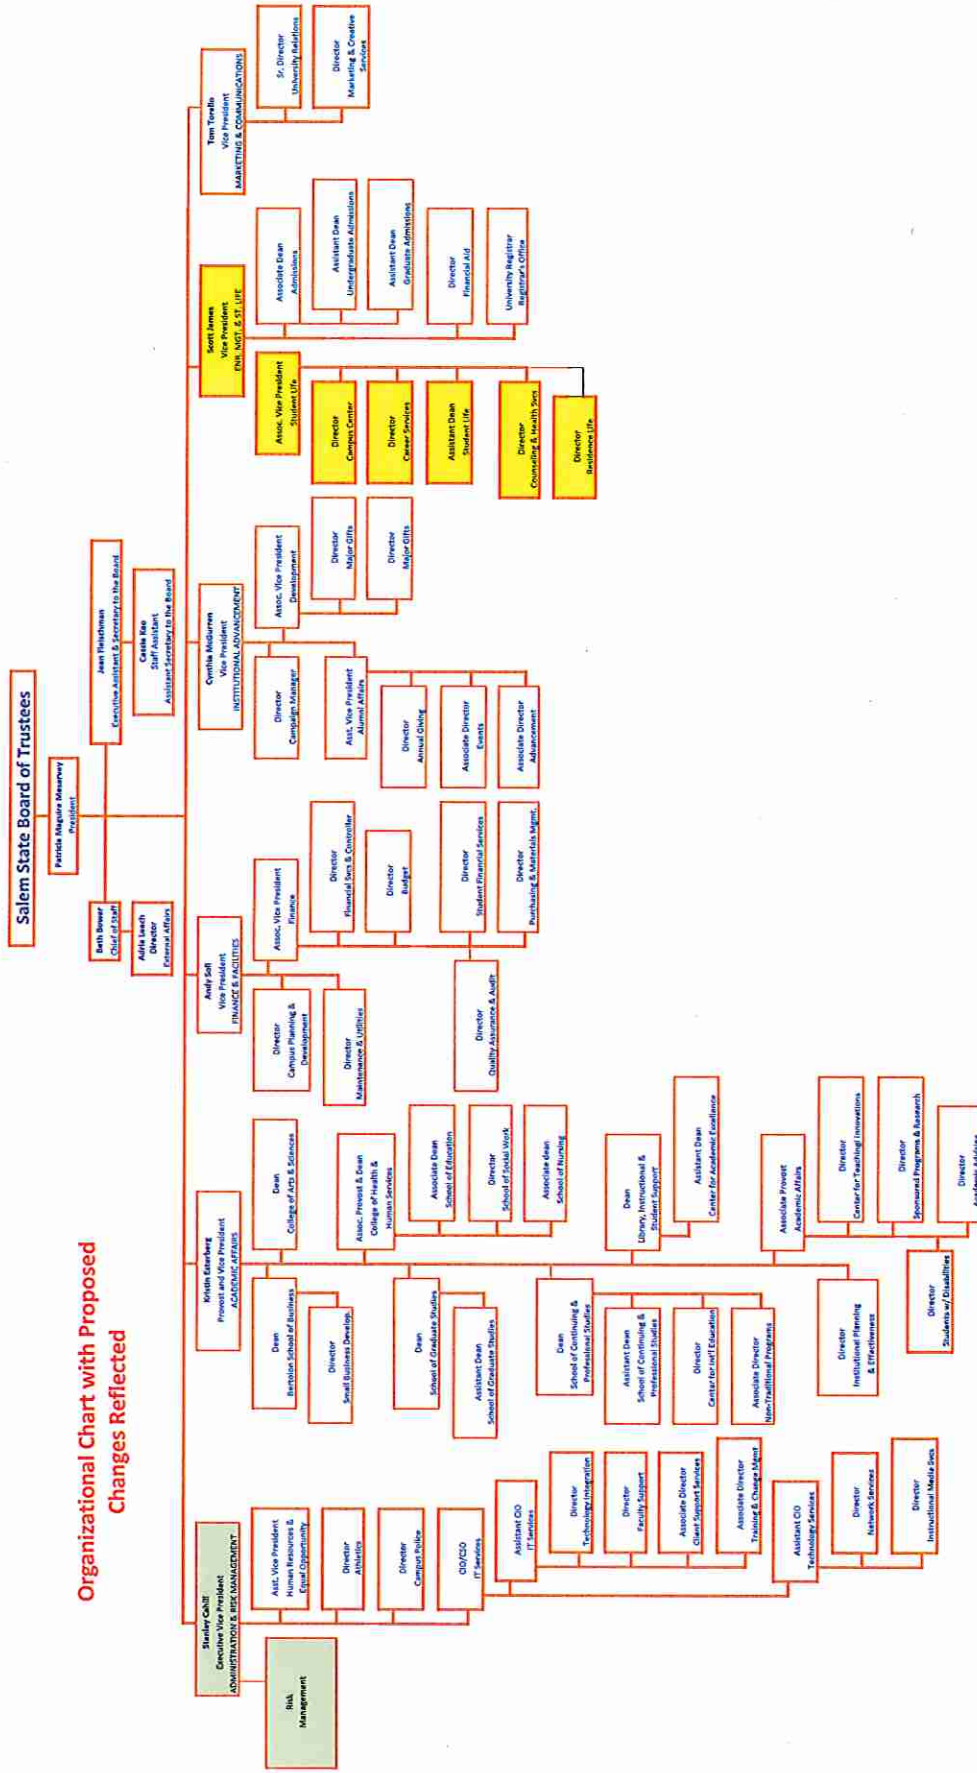 Salem State Board of Trustees
Patricia Maguire Meservey
President
Beth Bower
Chief of Staff
Adria Leach
Director
External Affairs
Jean Fleischman
Executive Assistant & Secretary to the Board
Cassie Kao
Staff Assistant
Assistant Secretary to the Board
Organizational Chart with Proposed
Changes Reflected
Stanley Cahill
Executive Vice President
ADMINISTRATION & RISK MANAGEMENT
Risk
Management
Asst. Vice President
Human Resources &
Equal Opportunity
Director
Athletics
Director
Campus Police
CIO/CISO
IT Services
Assistant CIO
IT Services
Director
Technology Integration
Director
Faculty Support
Associate Director
Client Support Services
Associate Director
Training & Change Mgmt
Assistant CIO
Technology Services
Director
Network Services
Director
Instructional Media Svcs
Kristin Esterberg
Provost and Vice President
ACADEMIC AFFAIRS
Dean
Bertolon School of Business
Director
Small Business Develop.
Dean
School of Graduate Studies
Assistant Dean
School of Graduate Studies
Dean
School of Continuing &
Professional Studies
Assistant Dean
School of Continuing &
Professional Studies
Director
Center for Int'l Education
Associate Director
Non-Traditional Programs
Director
Institutional Planning
& Effectiveness
Dean
College of Arts & Sciences
Assoc. Provost & Dean
College of Health &
Human Services
Associate Dean
School of Education
Director
School of Social Work
Associate dean
School of Nursing
Dean
Library, Instructional &
Student Support
Assistant Dean
Center for Academic Excellence
Associate Provost
Academic Affairs
Director
Center for Teaching Innovations
Director
Sponsored Programs & Research
Director
Academic Advising
Director
Students w/ Disabilities
Andy Soll
Vice President
FINANCE & FACILITIES
Director
Campus Planning &
Development
Director
Maintenance & Utilities
Assoc. Vice President
Finance
Director
Financial Svcs & Controller
Director
Budget
Director
Student Financial Services
Director
Purchasing & Materials Mgmt.
Director
Quality Assurance & Audit
Cynthia McGurren
Vice President
INSTITUTIONAL ADVANCEMENT
Director
Campaign Manager
Asst. Vice President
Alumni Affairs
Director
Annual Giving
Associate Director
Events
Associate Director
Advancement
Assoc. Vice President
Development
Director
Major Gifts
Director
Major Gifts
Scott James
Vice President
ENR. MGT. & ST. LIFE
Assoc. Vice President
Student Life
Director
Campus Center
Director
Career Services
Assistant Dean
Student Life
Director
Counseling & Health Svcs
Director
Residence Life
Associate Dean
Admissions
Assistant Dean
Undergraduate Admissions
Assistant Dean
Graduate Admissions
Director
Financial Aid
University Registrar
Registrar's Office
Tom Torello
Vice President
MARKETING & COMMUNICATIONS
Sr. Director
University Relations
Director
Marketing & Creative
Services